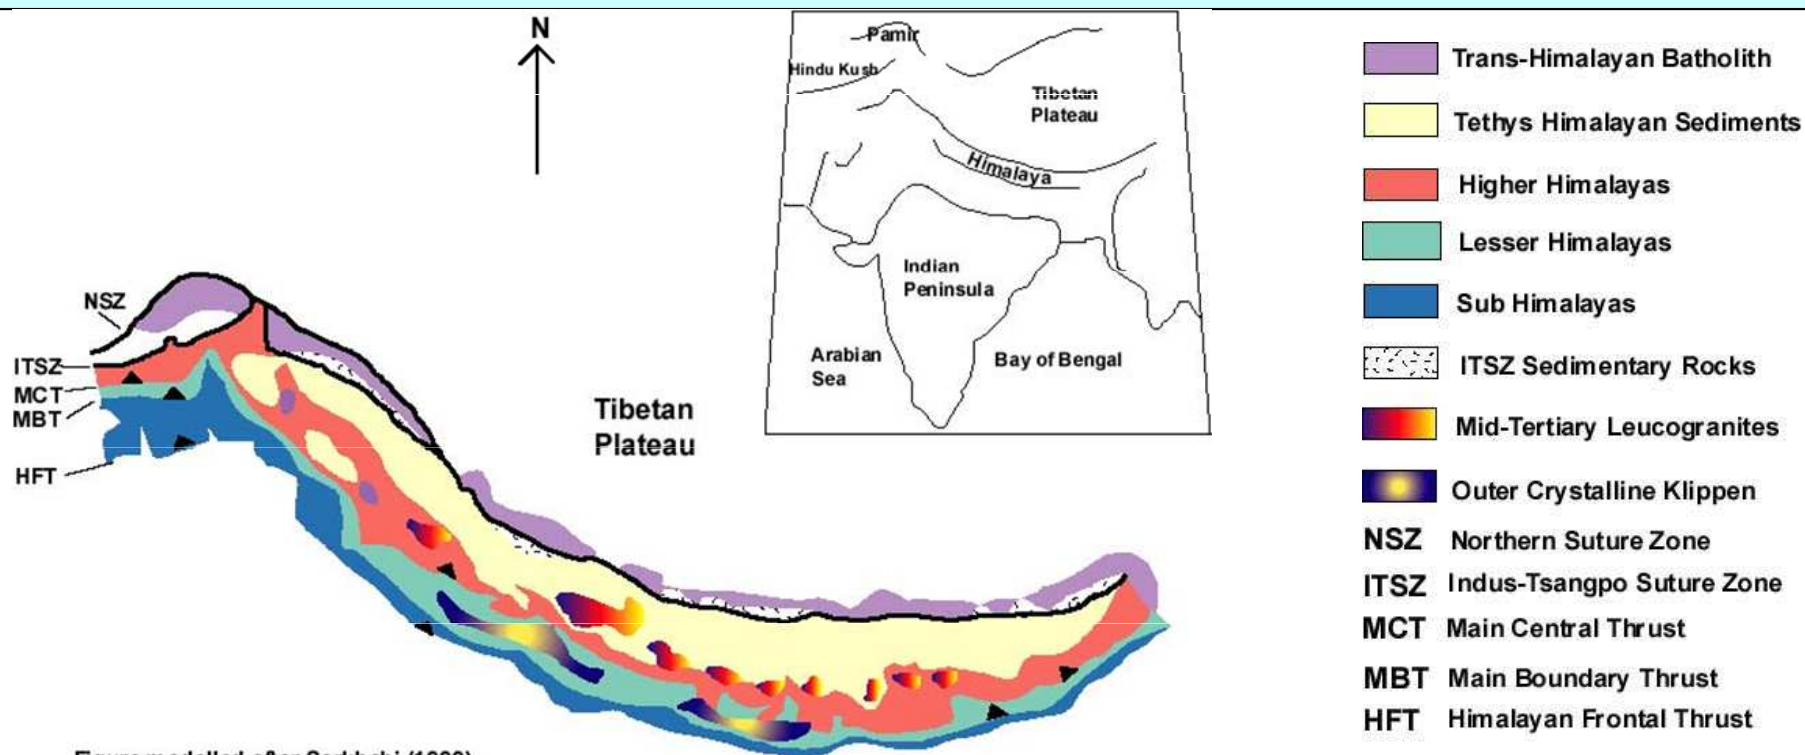 N
Pamir
Hindu Kush
Tibetan
Plateau
Himalaya
Indian
Peninsula
Arabian
Sea
Bay of Bengal
NSZ
ITSZ
MCT
MBT
HFT
Tibetan
Plateau
Trans-Himalayan Batholith
Tethys Himalayan Sediments
Higher Himalayas
Lesser Himalayas
Sub Himalayas
ITSZ Sedimentary Rocks
Mid-Tertiary Leucogranites
Outer Crystalline Klippen
NSZ Northern Suture Zone
ITSZ Indus-Tsangpo Suture Zone
MCT Main Central Thrust
MBT Main Boundary Thrust
HFT Himalayan Frontal Thrust
Figure modelled after